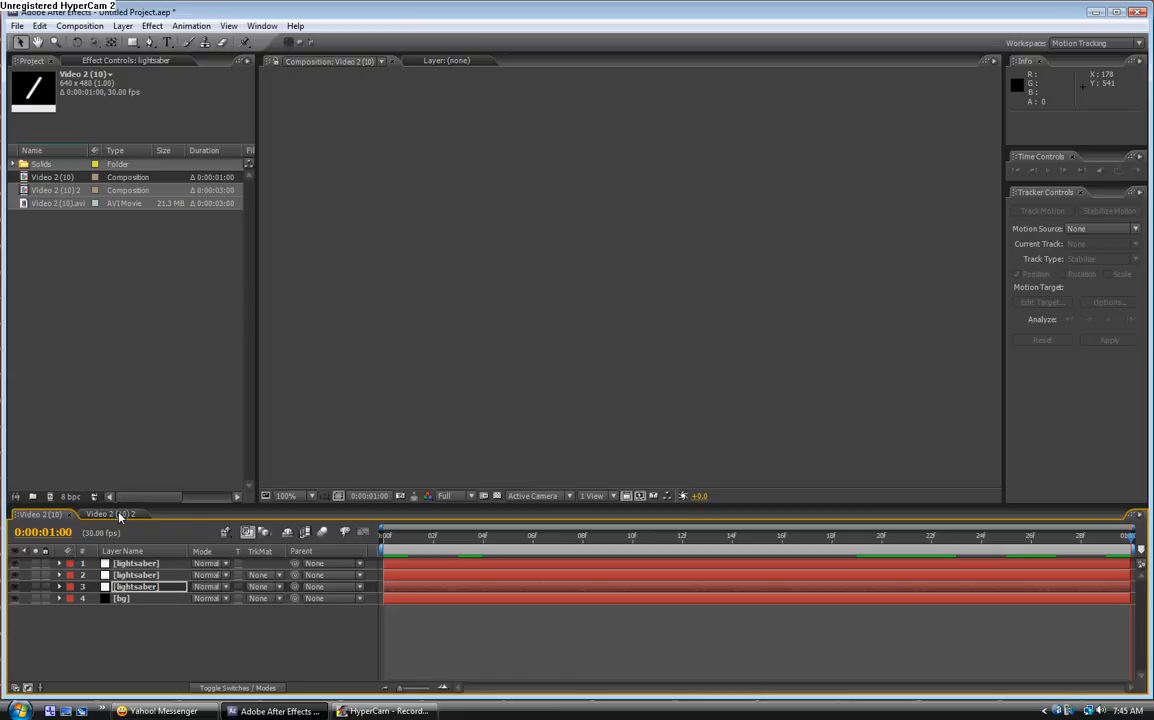 Unregistered HyperCam 2
Adobe After Effects - Untitled Project.aep *
File Edit Composition Layer Effect Animation View Window Help
Workspace: Motion Tracking
Project Effect Controls: lightsaber
Composition: Video 2 (10) Layer: (none)
Info
Video 2 (10)
640 x 480 (1.00)
Δ 0:00:01:00, 30.00 fps
R :
G :
B :
A : 0
X : 178
Y : 541
Name Type Size Duration Fil
Solids Folder
Video 2 (10) Composition Δ 0:00:01:00
Video 2 (10) 2 Composition Δ 0:00:03:00
Video 2 (10).avi AVI Movie 21.3 MB Δ 0:00:03:00
Time Controls
Tracker Controls
Track Motion Stabilize Motion
Motion Source: None
Current Track: None
Track Type: Stabilize
Position Rotation Scale
Motion Target:
Edit Target... Options...
Analyze:
Reset Apply
8 bpc
100% 0:00:01:00 Full Active Camera 1 View +0.0
Video 2 (10) Video 2 (10) 2
0:00:01:00 (30.00 fps)
:00f 02f 04f 06f 08f 10f 12f 14f 16f 18f 20f 22f 24f 26f 28f 01:0
# Layer Name Mode T TrkMat Parent
1 [lightsaber] Normal None
2 [lightsaber] Normal None None
3 [lightsaber] Normal None None
4 [bg] Normal None None
Toggle Switches / Modes
Yahoo! Messenger Adobe After Effects ... HyperCam - Record... 7:45 AM